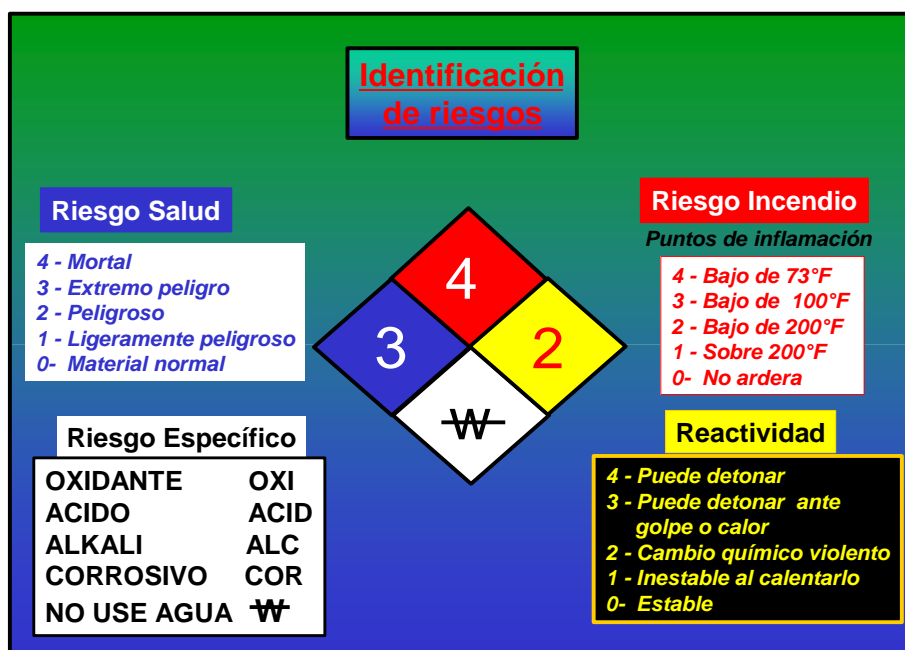 Identificación
de riesgos
Riesgo Salud
4 - Mortal
3 - Extremo peligro
2 - Peligroso
1 - Ligeramente peligroso
0- Material normal
Riesgo Incendio
Puntos de inflamación
4 - Bajo de 73°F
3 - Bajo de 100°F
2 - Bajo de 200°F
1 - Sobre 200°F
0- No ardera
4
3
2
W
Riesgo Específico
OXIDANTE OXI
ACIDO ACID
ALKALI ALC
CORROSIVO COR
NO USE AGUA W
Reactividad
4 - Puede detonar
3 - Puede detonar ante
golpe o calor
2 - Cambio químico violento
1 - Inestable al calentarlo
0- Estable